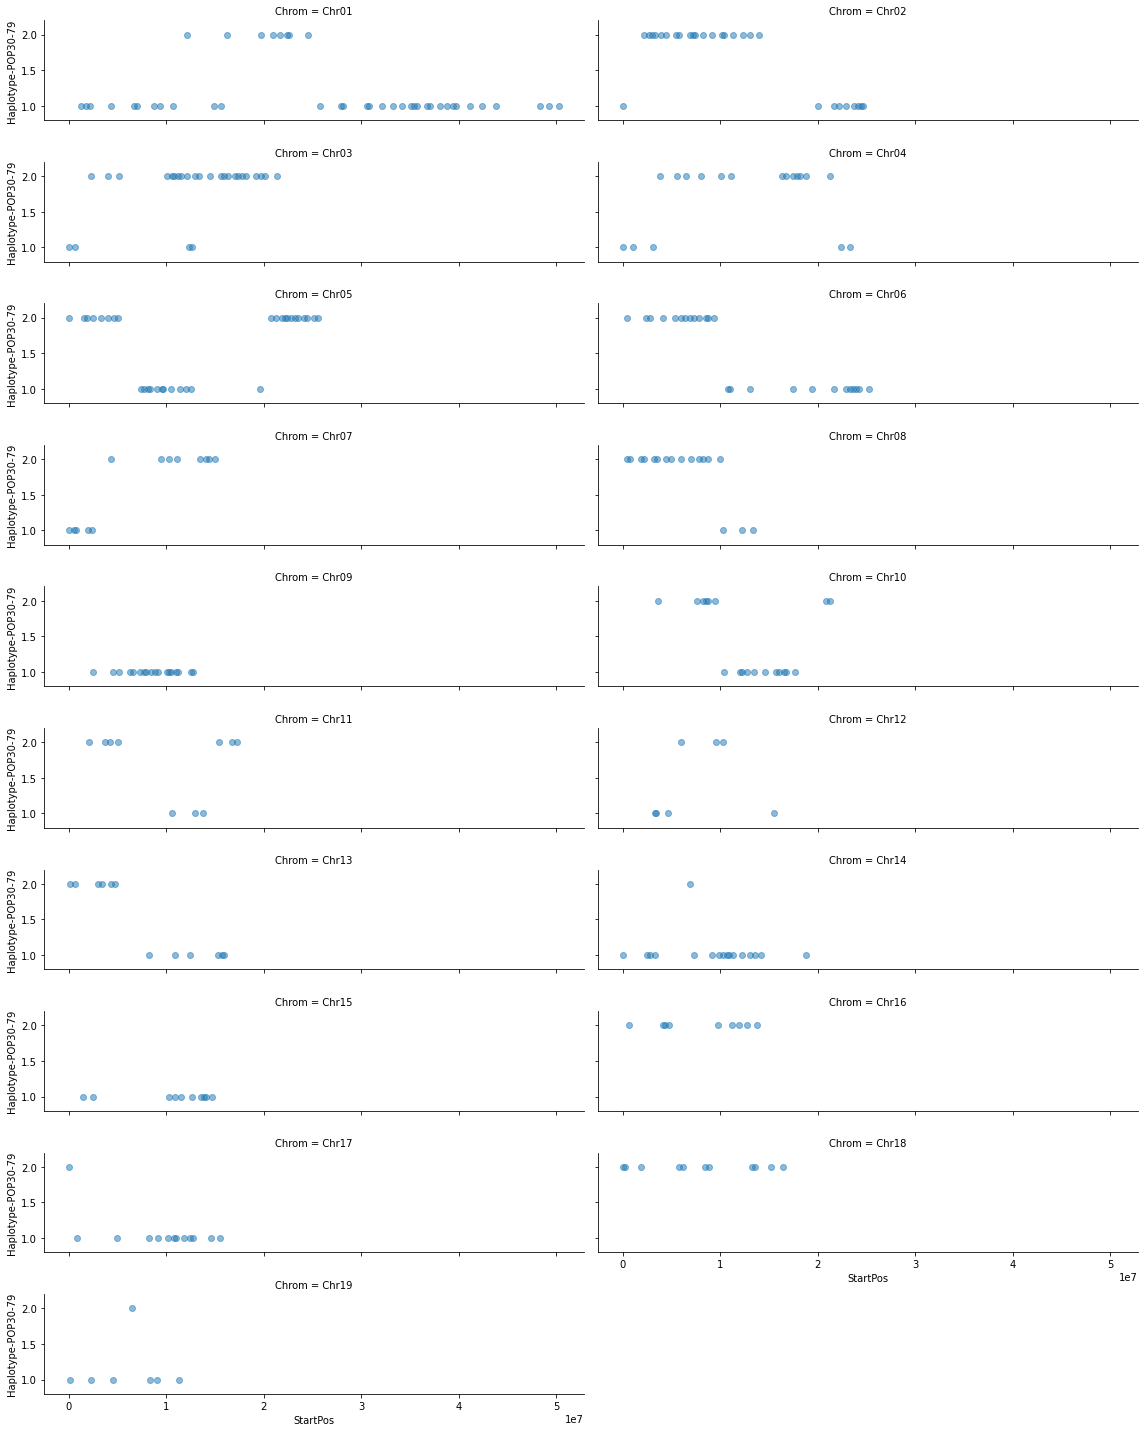 Chrom = Chr01
Chrom = Chr02
Haplotype-POP30-79
2.0
1.5
1.0
Chrom = Chr03
Chrom = Chr04
Haplotype-POP30-79
2.0
1.5
1.0
Chrom = Chr05
Chrom = Chr06
Haplotype-POP30-79
2.0
1.5
1.0
Chrom = Chr07
Chrom = Chr08
Haplotype-POP30-79
2.0
1.5
1.0
Chrom = Chr09
Chrom = Chr10
Haplotype-POP30-79
2.0
1.5
1.0
Chrom = Chr11
Chrom = Chr12
Haplotype-POP30-79
2.0
1.5
1.0
Chrom = Chr13
Chrom = Chr14
Haplotype-POP30-79
2.0
1.5
1.0
Chrom = Chr15
Chrom = Chr16
Haplotype-POP30-79
2.0
1.5
1.0
Chrom = Chr17
Chrom = Chr18
Haplotype-POP30-79
2.0
1.5
1.0
0 1 2 3 4 5
StartPos
1e7
Chrom = Chr19
Haplotype-POP30-79
2.0
1.5
1.0
0 1 2 3 4 5
StartPos
1e7